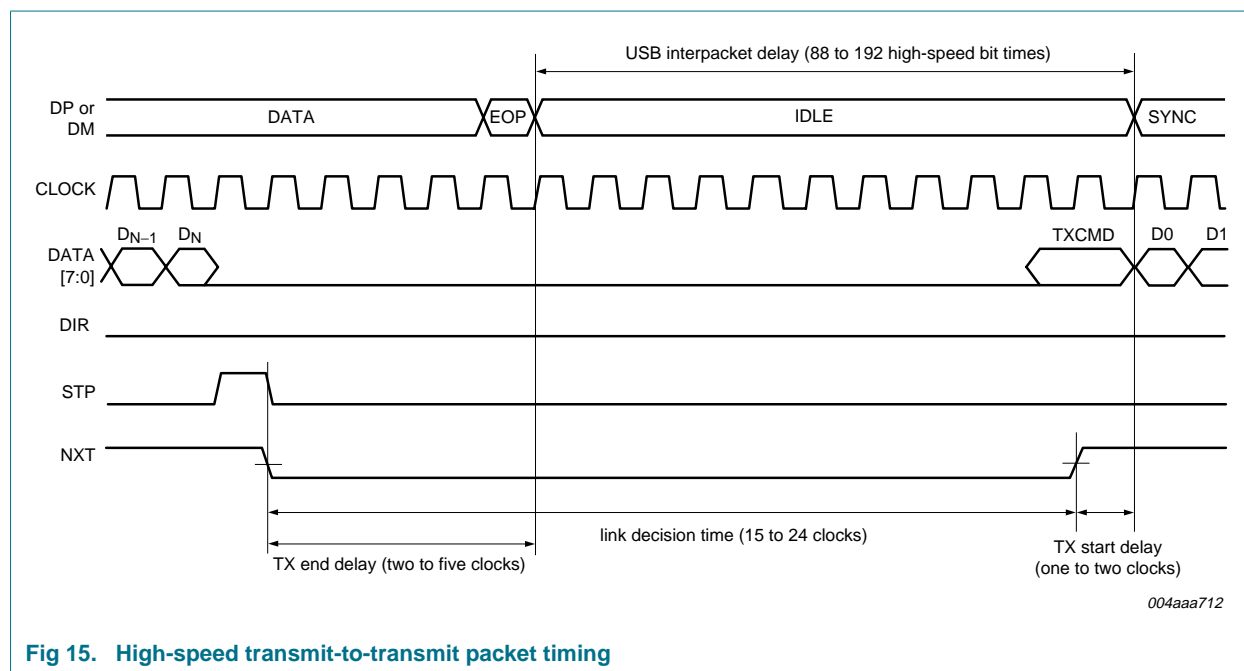 USB interpacket delay (88 to 192 high-speed bit times)
DP or
DM
DATA
EOP
IDLE
SYNC
CLOCK
DATA
[7:0]
DN−1
DN
TXCMD
D0
D1
DIR
STP
NXT
link decision time (15 to 24 clocks)
TX end delay (two to five clocks)
TX start delay
(one to two clocks)
004aaa712
Fig 15. High-speed transmit-to-transmit packet timing